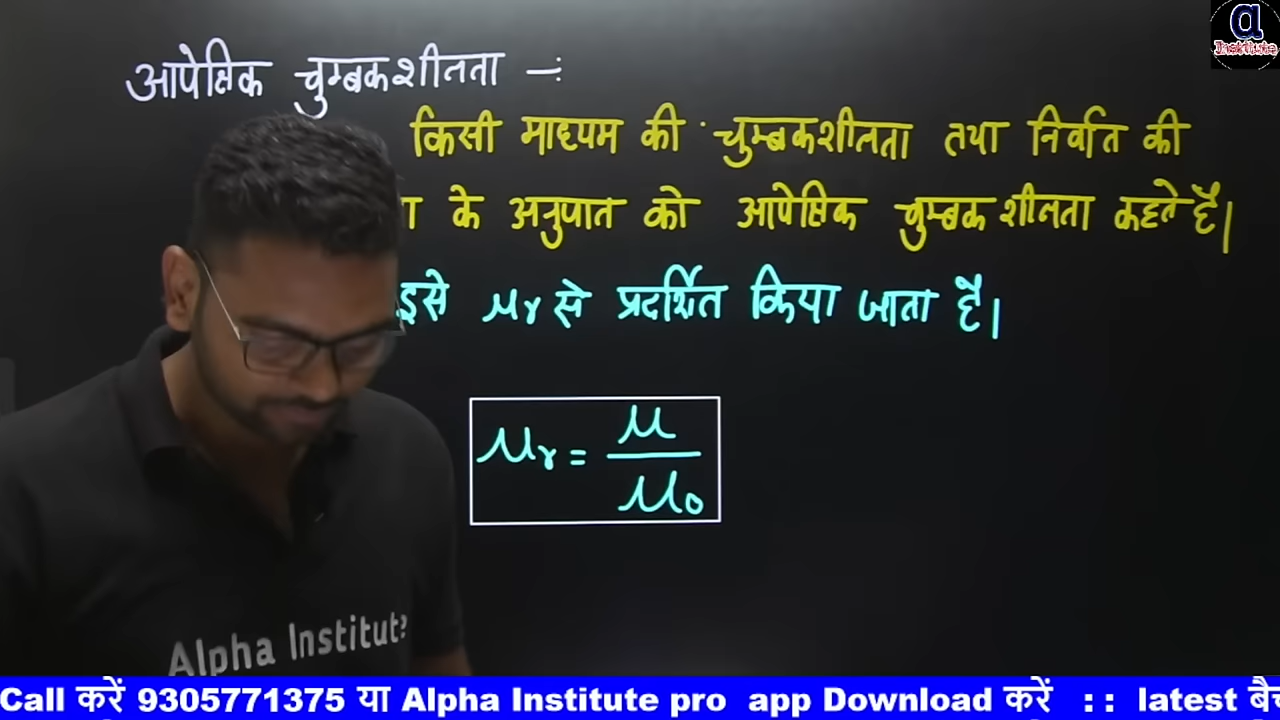 आपेक्षिक चुम्बकशीलता -:
किसी माध्यम की चुम्बकशीलता तथा निर्वात की
के अनुपात को आपेक्षिक चुम्बकशीलता कहते है।
इसे μr से प्रदर्शित किया जाता है।
μr = μ / μ0
α Institute
Alpha Institute
Call करें 9305771375 या Alpha Institute pro app Download करें :: latest